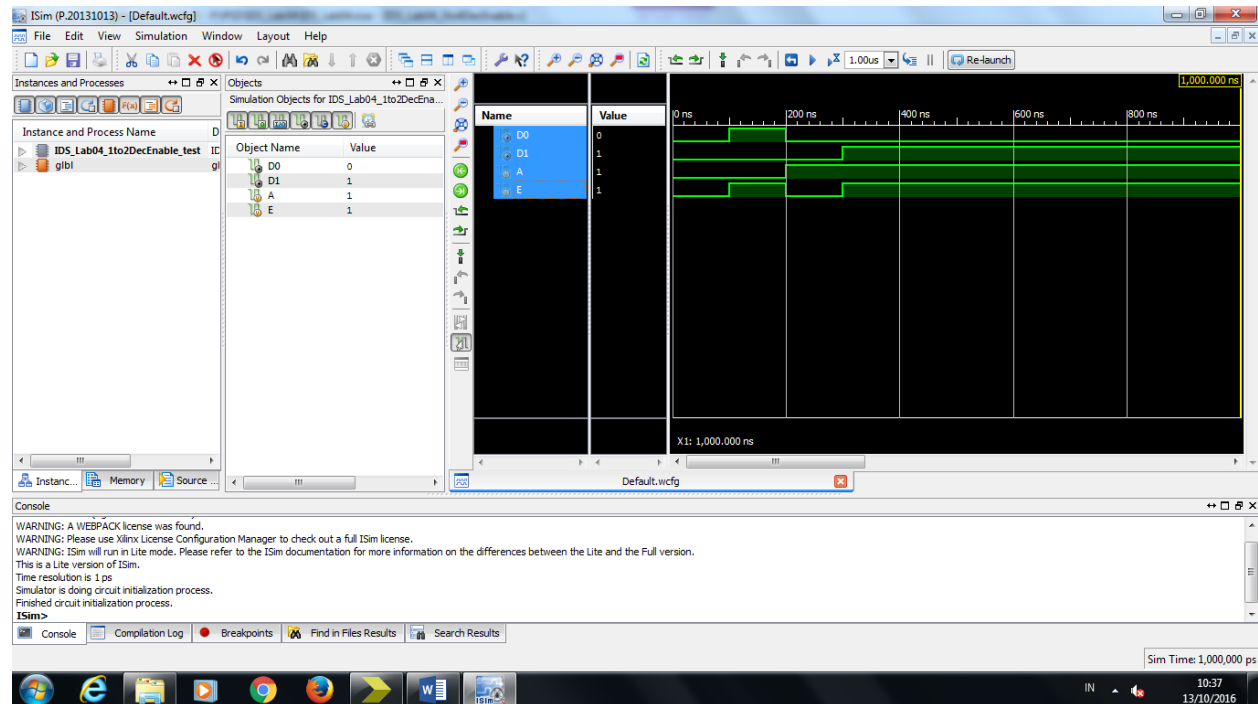 ISim (P.20131013) - [Default.wcfg]
File Edit View Simulation Window Layout Help
1.00us Re-launch
Instances and Processes
Instance and Process Name D
IDS_Lab04_1to2DecEnable_test IC
glbl gl
Instanc... Memory Source ...
Objects
Simulation Objects for IDS_Lab04_1to2DecEna...
Object Name Value
D0 0
D1 1
A 1
E 1
Name Value
D0 0
D1 1
A 1
E 1
1,000.000 ns
0 ns 200 ns 400 ns 600 ns 800 ns
X1: 1,000.000 ns
Default.wcfg
Console
WARNING: A WEBPACK license was found.
WARNING: Please use Xilinx License Configuration Manager to check out a full ISim license.
WARNING: ISim will run in Lite mode. Please refer to the ISim documentation for more information on the differences between the Lite and the Full version.
This is a Lite version of ISim.
Time resolution is 1 ps
Simulator is doing circuit initialization process.
Finished circuit initialization process.
ISim>
Console Compilation Log Breakpoints Find in Files Results Search Results
Sim Time: 1,000,000 ps
IN 10:37
13/10/2016